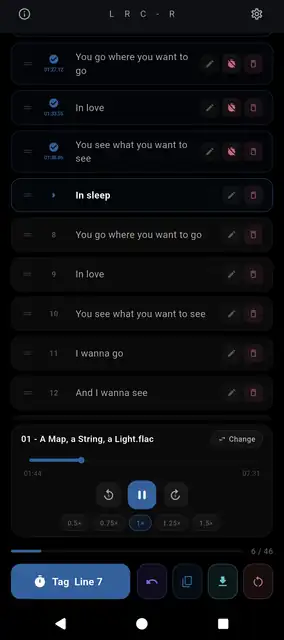 L R C - R
You go where you want to
go
In love
You see what you want to
see
In sleep
8 You go where you want to go
9 In love
10 You see what you want to see
11 I wanna go
12 And I wanna see
01 - A Map, a String, a Light.flac Change
01:44 07:31
0.5× 0.75× 1× 1.25× 1.5×
6 / 46
Tag Line 7